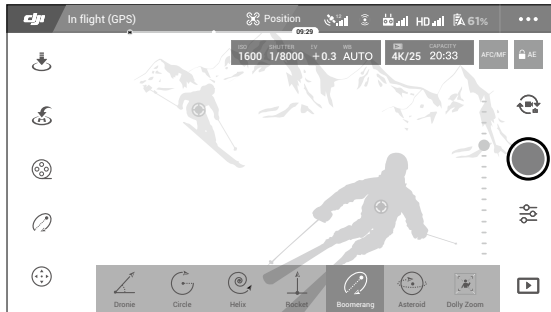 dji
In flight (GPS)
Position
HD
61%
09:29
ISO
1600
SHUTTER
1/8000
EV
+0.3
WB
AUTO
4K/25
CAPACITY
20:33
AFC/MF
AE
Dronie
Circle
Helix
Rocket
Boomerang
Asteroid
Dolly Zoom